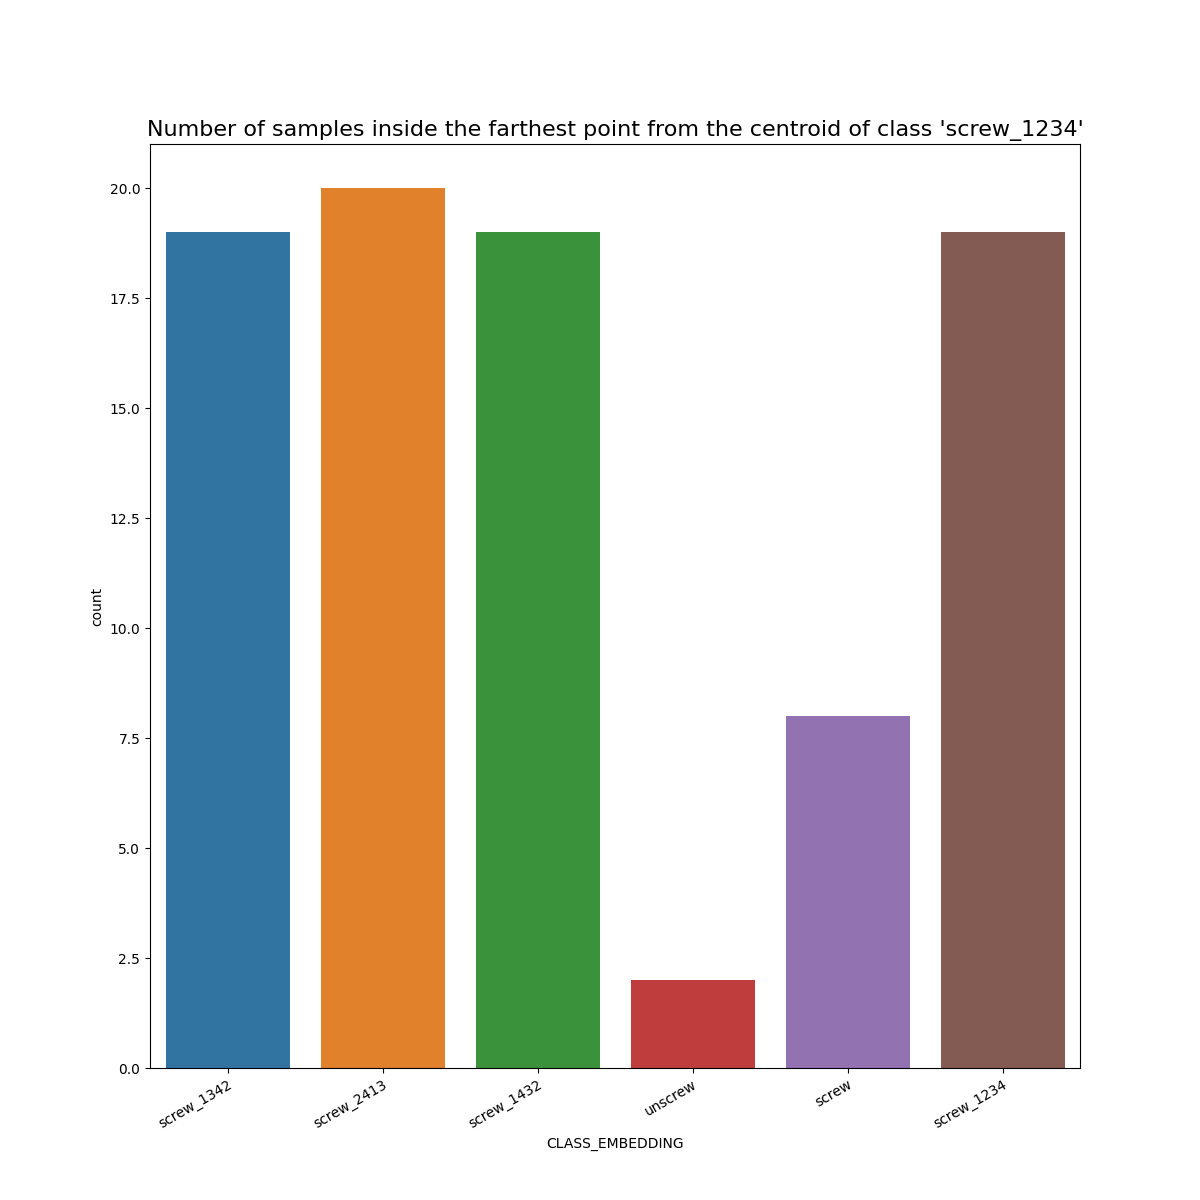 Number of samples inside the farthest point from the centroid of class 'screw_1234'
20.0
17.5
15.0
12.5
10.0
7.5
5.0
2.5
0.0
count
screw_1342
screw_2413
screw_1432
unscrew
screw
screw_1234
CLASS_EMBEDDING